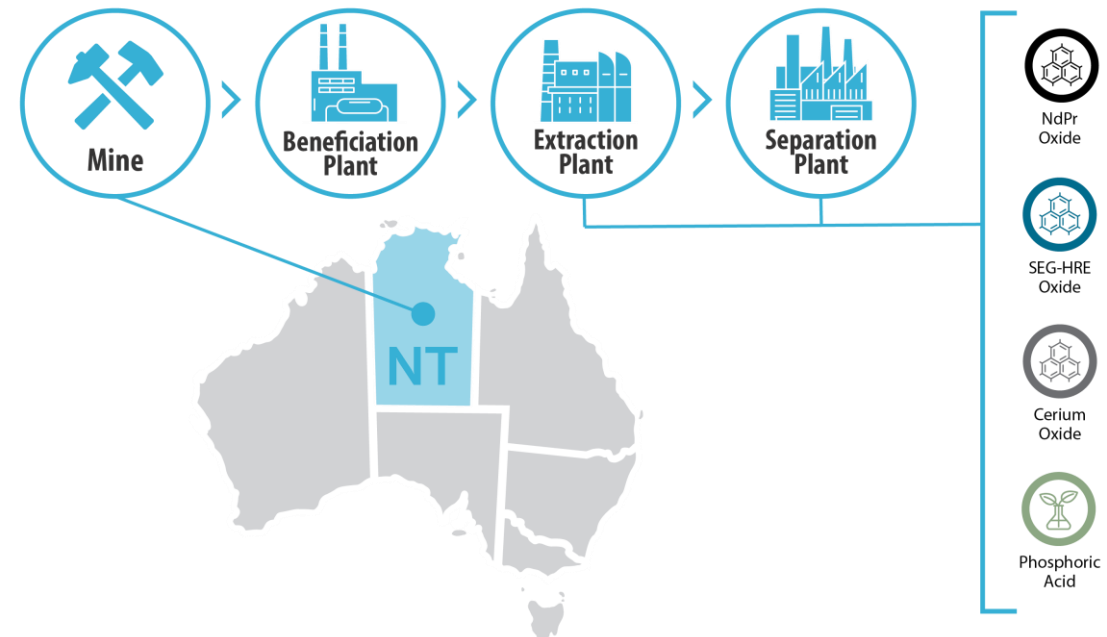 Mine
Beneficiation
Plant
Extraction
Plant
Separation
Plant
NdPr
Oxide
SEG-HRE
Oxide
Cerium
Oxide
Phosphoric
Acid
NT